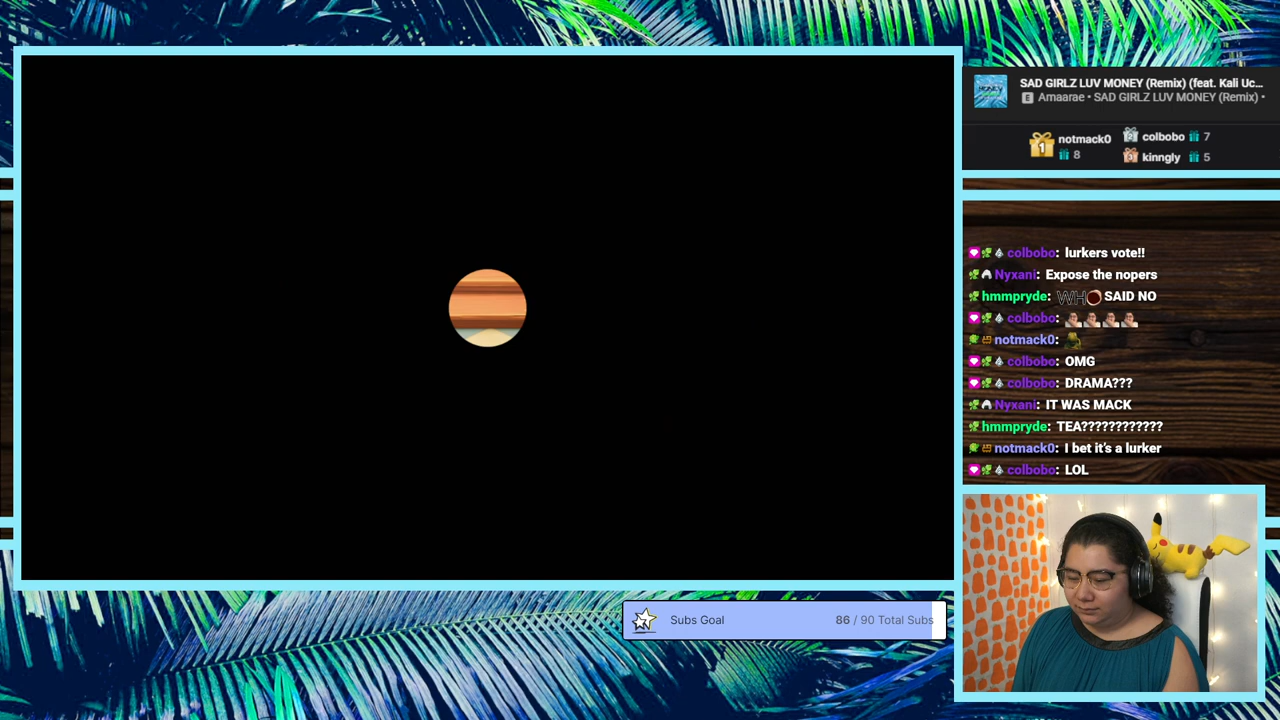 SAD GIRLZ LUV MONEY (Remix) (feat. Kali Uc...
E Amaarae • SAD GIRLZ LUV MONEY (Remix) •
1 notmack0 8
colbobo 7
kinngly 5
colbobo: lurkers vote!!
Nyxani: Expose the nopers
hmmpryde: WHO SAID NO
colbobo:
notmack0:
colbobo: OMG
colbobo: DRAMA???
Nyxani: IT WAS MACK
hmmpryde: TEA????????????
notmack0: I bet it's a lurker
colbobo: LOL
Subs Goal 86 / 90 Total Subs